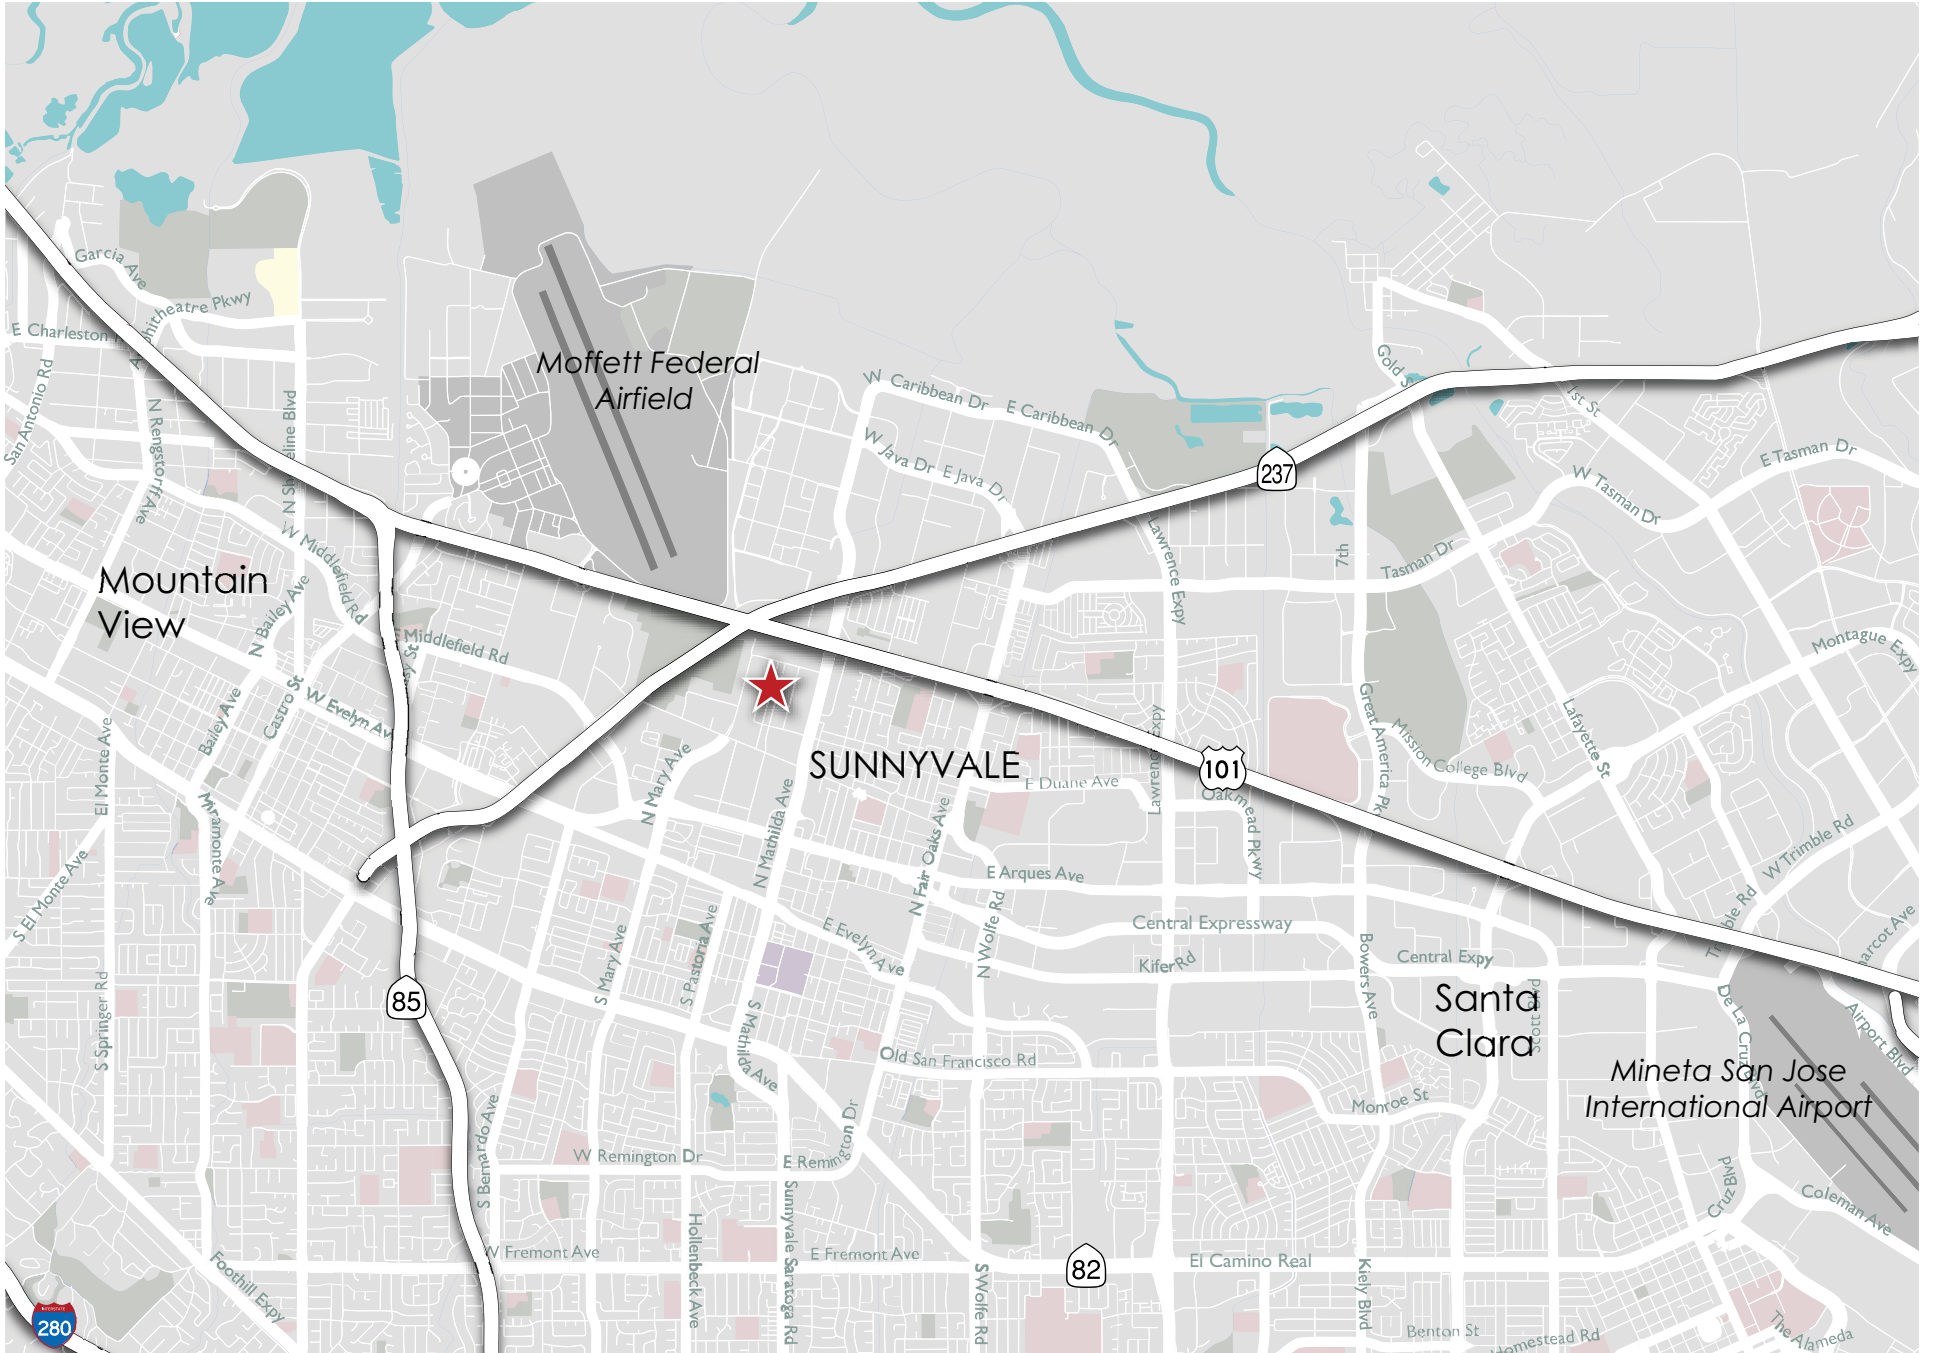 Garcia Ave
Amphitheatre Pkwy
E Charleston
San Antonio Rd
N Rengstorff Ave
N Shoreline Blvd
Moffett Federal
Airfield
W Caribbean Dr
E Caribbean Dr
W Java Dr
E Java Dr
Gold St
1st St
237
E Tasman Dr
W Tasman Dr
Tasman Dr
7th
Lawrence Expy
Mountain
View
W Middlefield Rd
N Bailey Ave
E Middlefield Rd
Montague Expy
Castro St
Bailey Ave
W Evelyn Ave
El Monte Ave
N Mary Ave
SUNNYVALE
E Duane Ave
Lawrence Expy
101
Oakmead Pkwy
Great America Pkwy
Mission College Blvd
Lafayette St
Miramonte Ave
N Mathilda Ave
N Fair Oaks Ave
E Arques Ave
W Trimble Rd
Trimble Rd
S El Monte Ave
S Mary Ave
S Pastoria Ave
E Evelyn Ave
N Wolfe Rd
Central Expressway
Kifer Rd
Bowers Ave
Central Expy
85
S Springer Rd
S Mathilda Ave
Santa
Clara
Scott Blvd
De La Cruz Blvd
Airport Blvd
Old San Francisco Rd
Monroe St
Mineta San Jose
International Airport
S Bernardo Ave
W Remington Dr
E Remington Dr
Cruz Blvd
Coleman Ave
Hollenbeck Ave
Sunnyvale Saratoga Rd
W Fremont Ave
E Fremont Ave
S Wolfe Rd
82
El Camino Real
Kiely Blvd
Foothill Expy
INTERSTATE
280
Benton St
Homestead Rd
The Alameda